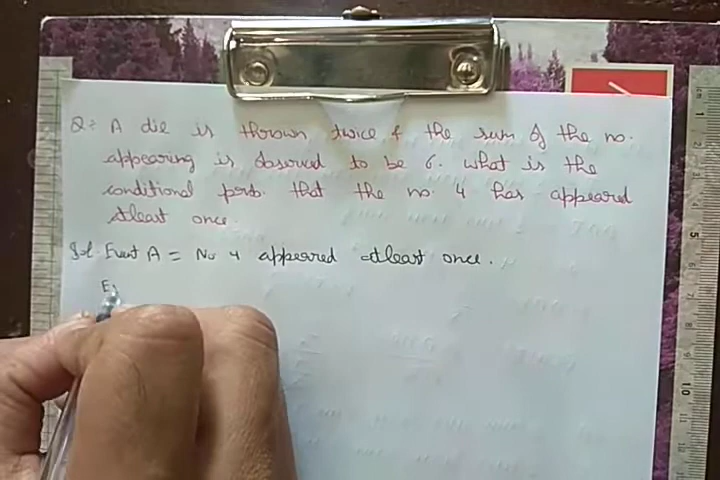 Q: A die is thrown twice & the sum of the no.
appearing is observed to be 6. What is the
conditional prob. that the no. 4 has appeared
atleast once.
Sol. Event A = No 4 appeared atleast once.
E